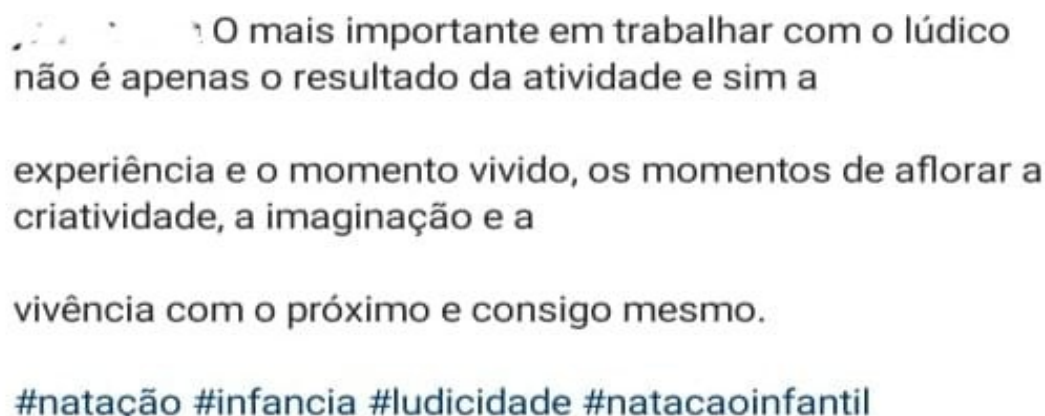 O mais importante em trabalhar com o lúdico
não é apenas o resultado da atividade e sim a
experiência e o momento vivido, os momentos de aflorar a
criatividade, a imaginação e a
vivência com o próximo e consigo mesmo.
#natação #infancia #ludicidade #natacaoinfantil